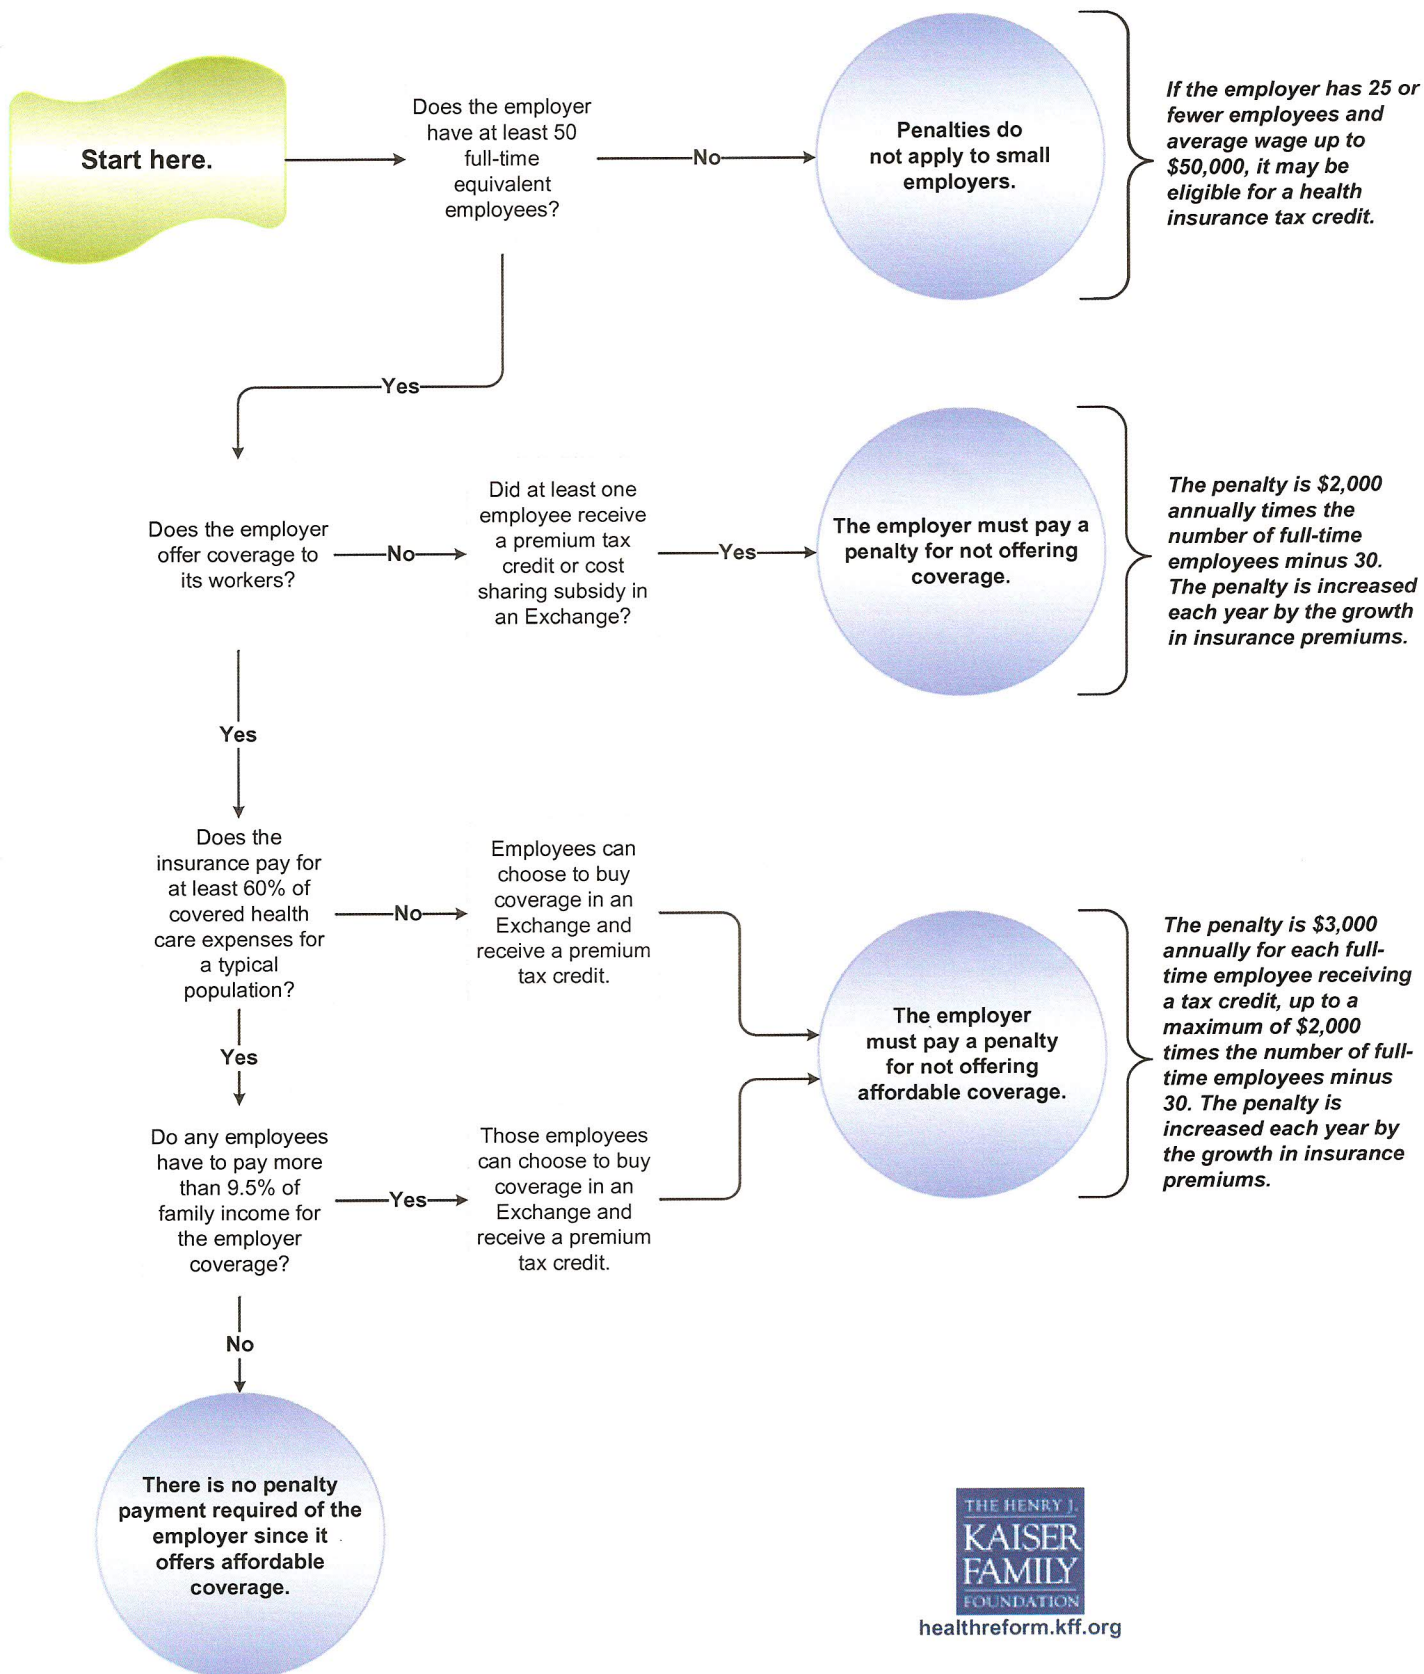 Start here.
Does the employer
have at least 50
full-time
equivalent
employees?
No
Penalties do
not apply to small
employers.
If the employer has 25 or
fewer employees and
average wage up to
$50,000, it may be
eligible for a health
insurance tax credit.
Yes
Does the employer
offer coverage to
its workers?
No
Did at least one
employee receive
a premium tax
credit or cost
sharing subsidy in
an Exchange?
Yes
The employer must pay a
penalty for not offering
coverage.
The penalty is $2,000
annually times the
number of full-time
employees minus 30.
The penalty is increased
each year by the growth
in insurance premiums.
Yes
Does the
insurance pay for
at least 60% of
covered health
care expenses for
a typical
population?
No
Employees can
choose to buy
coverage in an
Exchange and
receive a premium
tax credit.
The employer
must pay a penalty
for not offering
affordable coverage.
The penalty is $3,000
annually for each full-
time employee receiving
a tax credit, up to a
maximum of $2,000
times the number of full-
time employees minus
30. The penalty is
increased each year by
the growth in insurance
premiums.
Yes
Do any employees
have to pay more
than 9.5% of
family income for
the employer
coverage?
Yes
Those employees
can choose to buy
coverage in an
Exchange and
receive a premium
tax credit.
No
There is no penalty
payment required of the
employer since it
offers affordable
coverage.
THE HENRY J.
KAISER
FAMILY
FOUNDATION
healthreform.kff.org